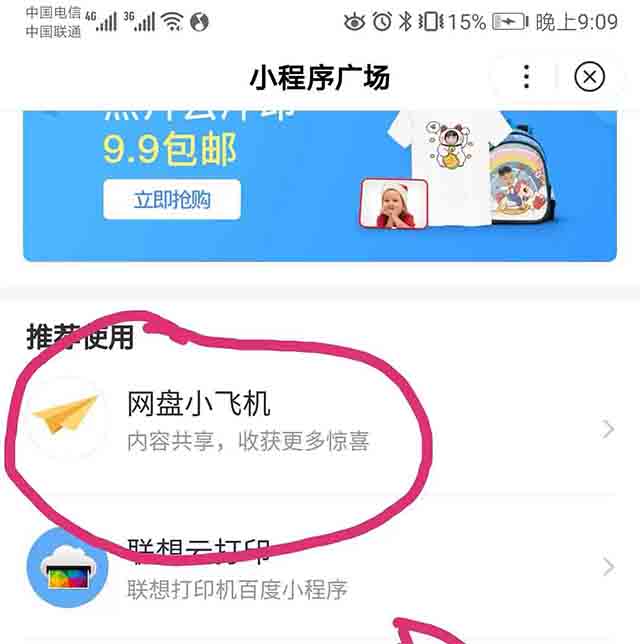 中国电信 4G 3G 15% 晚上9:09
中国联通
小程序广场
9.9包邮
立即抢购
推荐使用
网盘小飞机
内容共享，收获更多惊喜
联想云打印
联想打印机百度小程序